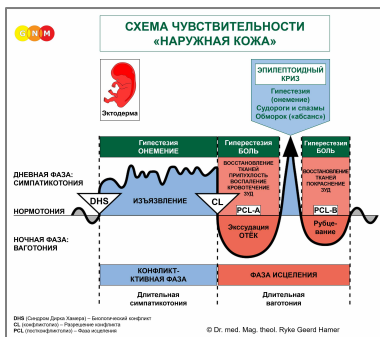 GNM
СХЕМА ЧУВСТВИТЕЛЬНОСТИ
«НАРУЖНАЯ КОЖА»
Эктодерма
ЭПИЛЕПТОИДНЫЙ
КРИЗ
Гипестезия
(онемение)
Судороги и спазмы
Обморок («абсанс»)
Гипестезия
ОНЕМЕНИЕ
Гиперестезия
БОЛЬ
Гиперестезия
БОЛЬ
ДНЕВНАЯ ФАЗА:
СИМПАТИКОТОНИЯ
ВОССТАНОВЛЕНИЕ
ТКАНЕЙ
ПРИПУХЛОСТЬ
ВОСПАЛЕНИЕ
КРОВОТЕЧЕНИЕ
ЗУД
ВОССТАНОВЛЕНИЕ
ТКАНЕЙ
ПОКРАСНЕНИЕ
ЗУД
DHS
ИЗЪЯЗВЛЕНИЕ
CL
PCL-A
PCL-B
НОРМОТОНИЯ
НОЧНАЯ ФАЗА:
ВАГОТОНИЯ
Экссудация
ОТЁК
Рубце-
вание
КОНФЛИКТ-
КТИВНАЯ ФАЗА
ФАЗА ИСЦЕЛЕНИЯ
Длительная
симпатикотония
Длительная
ваготония
DHS (Синдром Дирка Хамера) – Биологический конфликт
CL (конфликтолиз) – Разрешение конфликта
PCL (постконфликтолиз) – Фаза исцеления
© Dr. med. Mag. theol. Ryke Geerd Hamer